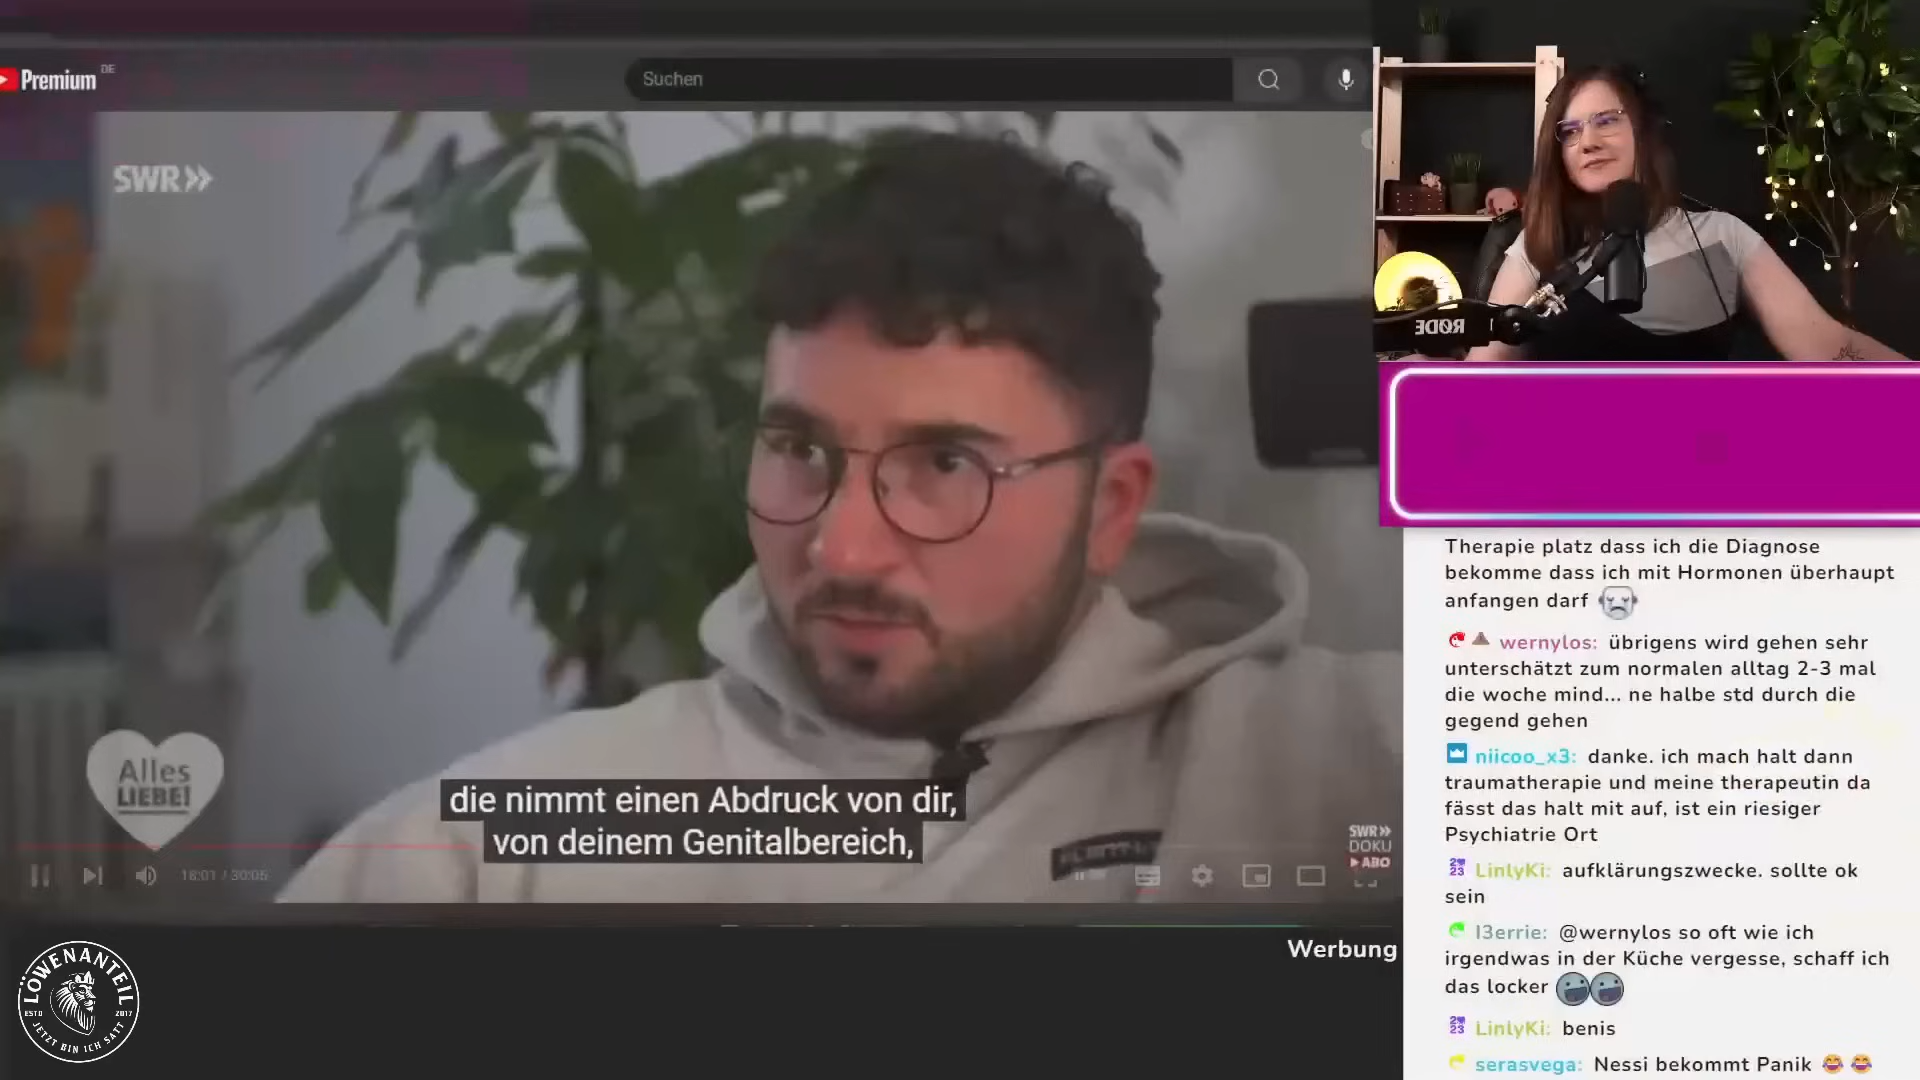 Premium DE
Suchen
SWR»
Alles
LIEBE!
die nimmt einen Abdruck von dir,
von deinem Genitalbereich,
18:01 / 30:05
SWR»
DOKU
ABO
Werbung
LÖWENANTEIL
ESTD 2017
JETZT BIN ICH SATT
RØDE
Therapie platz dass ich die Diagnose
bekomme dass ich mit Hormonen überhaupt
anfangen darf
wernylos: übrigens wird gehen sehr
unterschätzt zum normalen alltag 2-3 mal
die woche mind... ne halbe std durch die
gegend gehen
niicoo_x3: danke. ich mach halt dann
traumatherapie und meine therapeutin da
fässt das halt mit auf, ist ein riesiger
Psychiatrie Ort
LinlyKi: aufklärungszwecke. sollte ok
sein
l3errie: @wernylos so oft wie ich
irgendwas in der Küche vergesse, schaff ich
das locker
LinlyKi: benis
serasvega: Nessi bekommt Panik